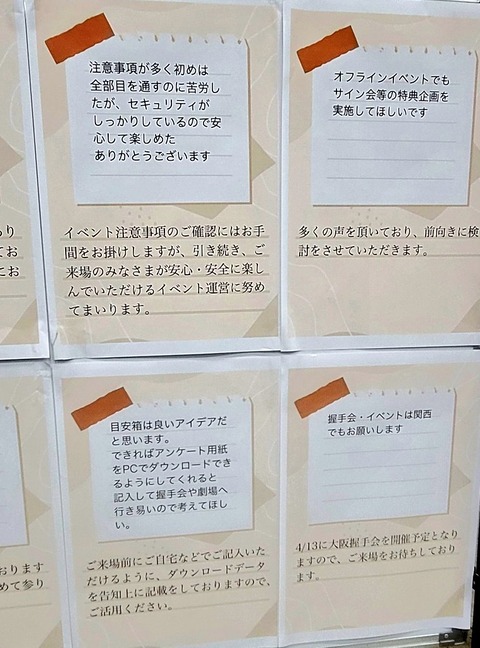 注意事項が多く初めは
全部目を通すのに苦労し
たが、セキュリティが
しっかりしているので安
心して楽しめた
ありがとうございます
イベント注意事項のご確認にはお手
間をお掛けしますが、引き続き、ご
来場のみなさまが安心・安全に楽し
んでいただけるイベント運営に努め
てまいります。
オフラインイベントでも
サイン会等の特典企画を
実施してほしいです
多くの声を頂いており、前向きに検
討をさせていただきます。
目安箱は良いアイデアだ
と思います。
できればアンケート用紙
をPCでダウンロードでき
るようにしてくれると
記入して握手会や劇場へ
行き易いので考えてほし
い。
ご来場前にご自宅などでご記入いた
だけるように、ダウンロードデータ
を告知上に記載をしておりますので、
ご活用ください。
握手会・イベントは関西
でもお願いします
4/13に大阪握手会を開催予定となり
ますので、ご来場をお待ちしており
ます。